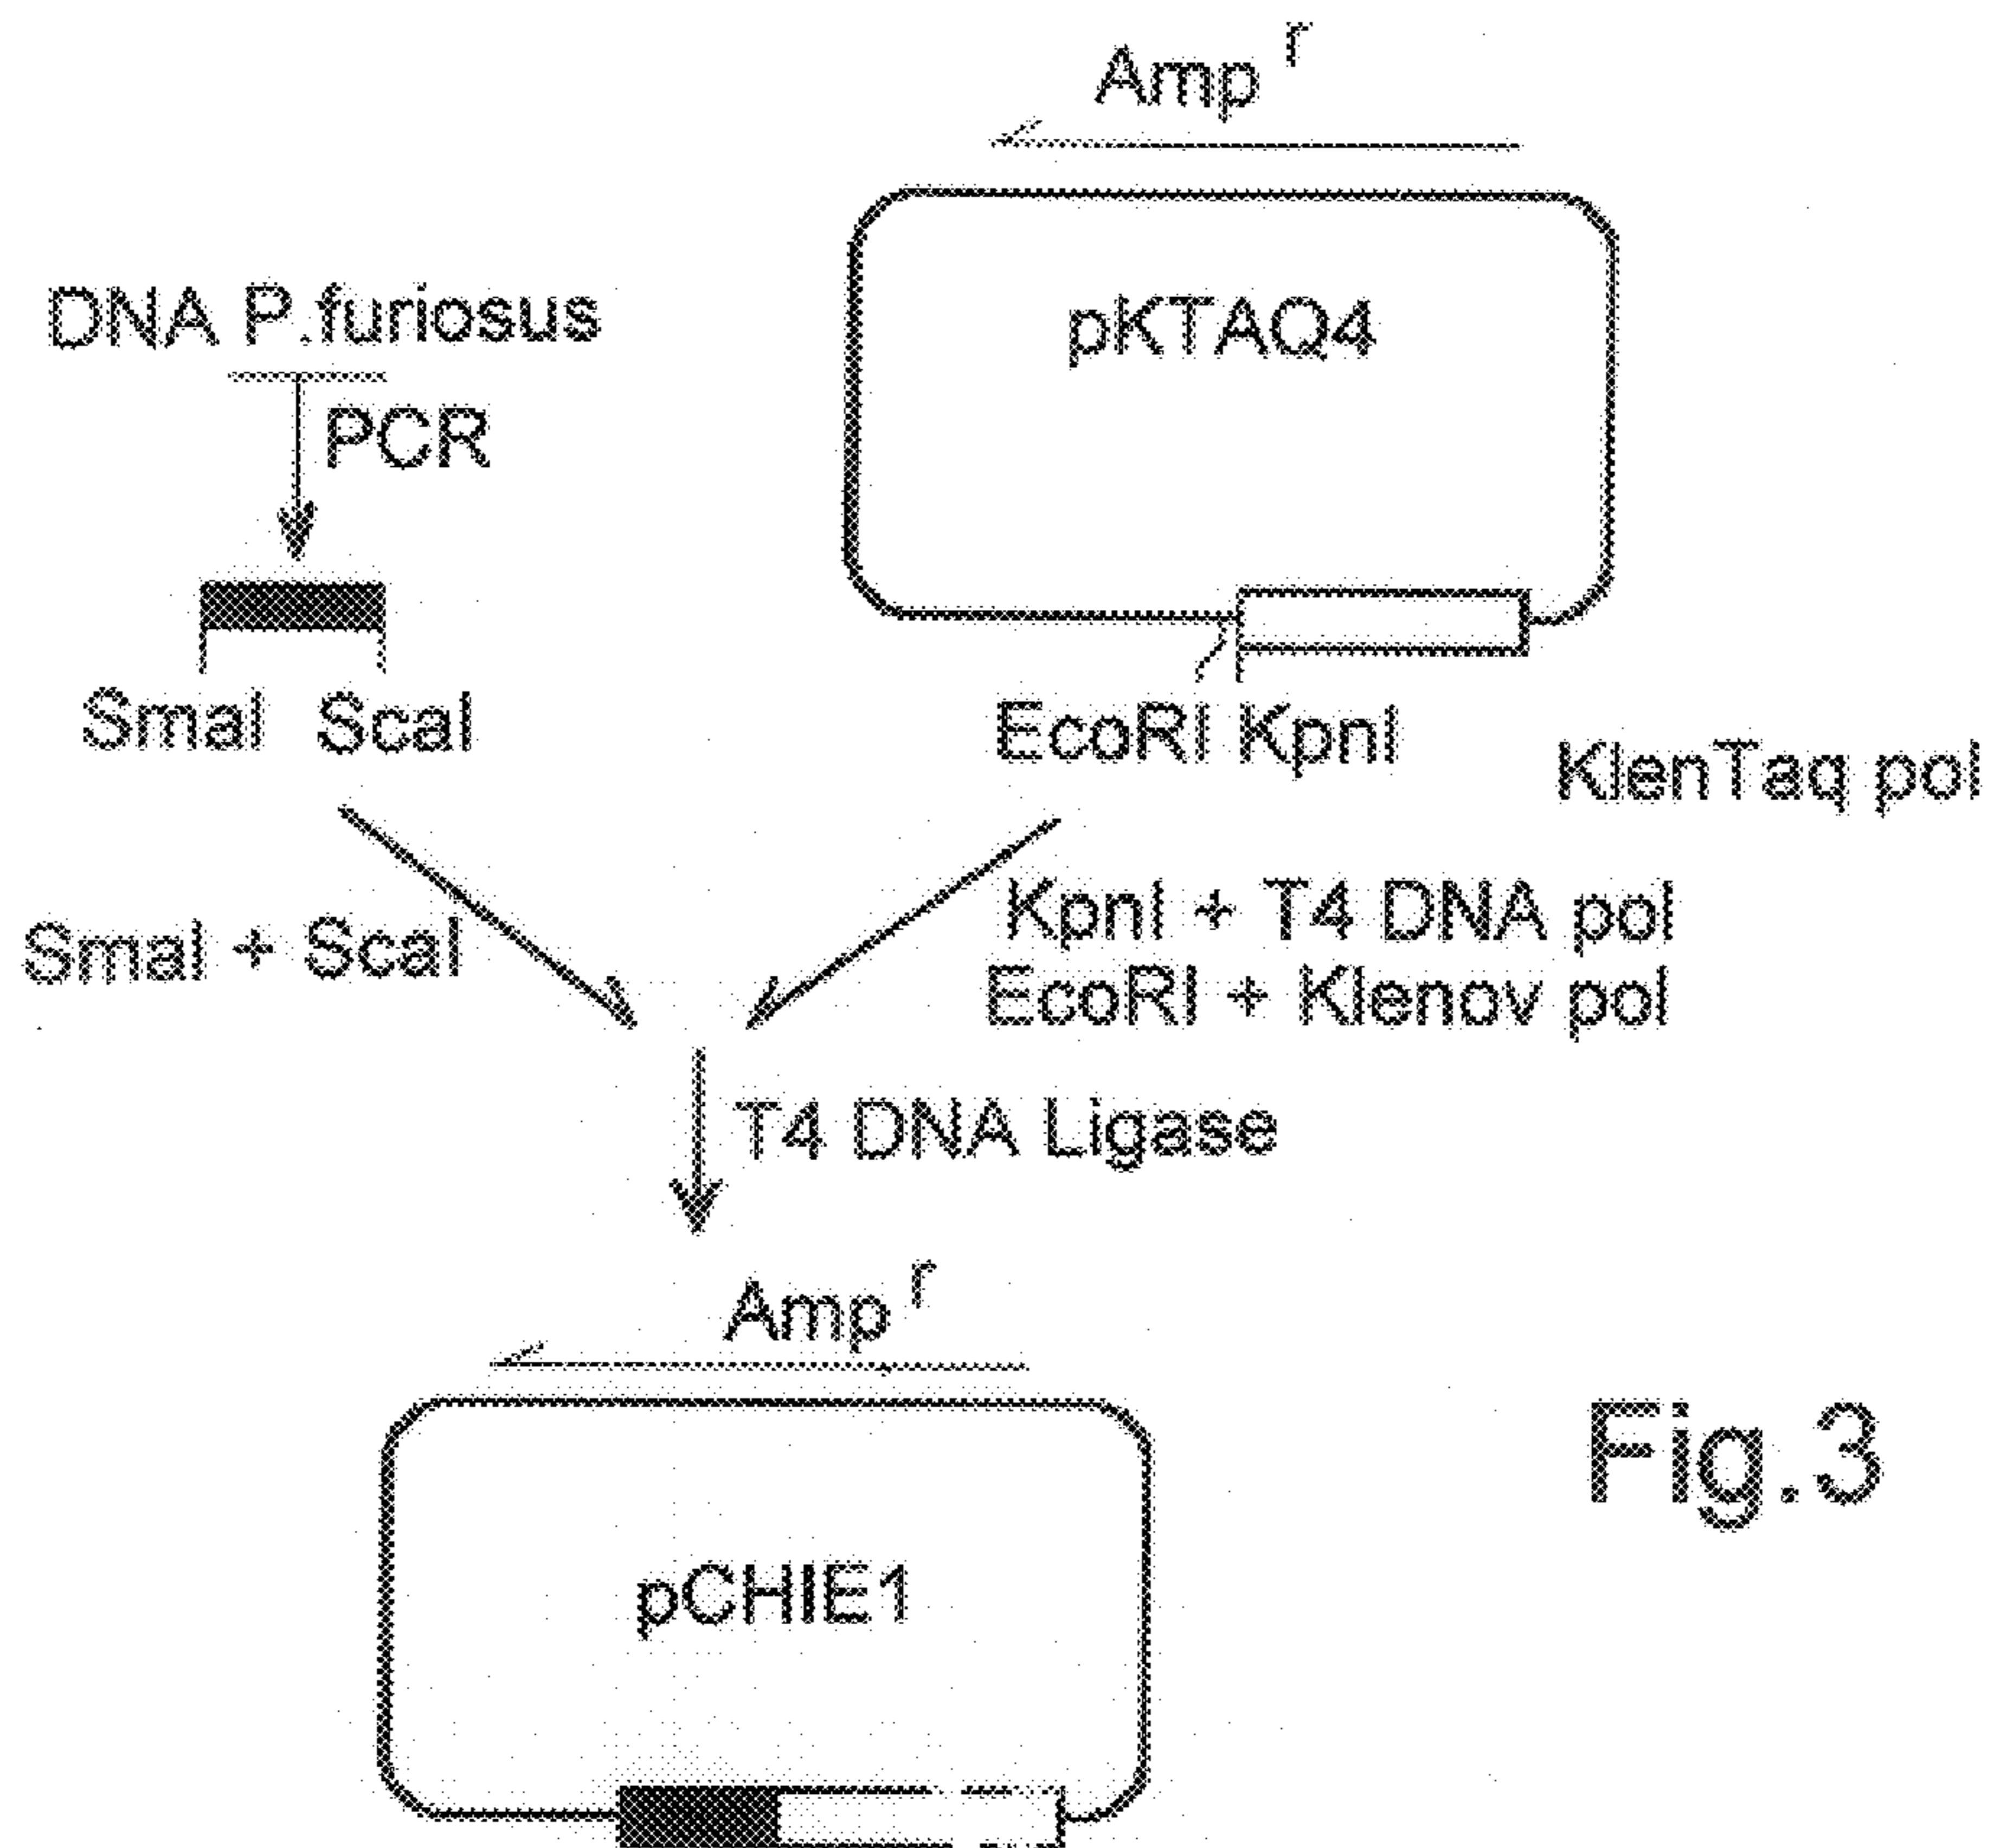 Amp r
DNA P.furiosus
pKTAQ4
PCR
SmaI ScaI
EcoRI KpnI
KlenTaq pol
SmaI + ScaI
KpnI + T4 DNA pol
EcoRI + Klenov pol
T4 DNA Ligase
Amp r
pCHIE1
Fig.3